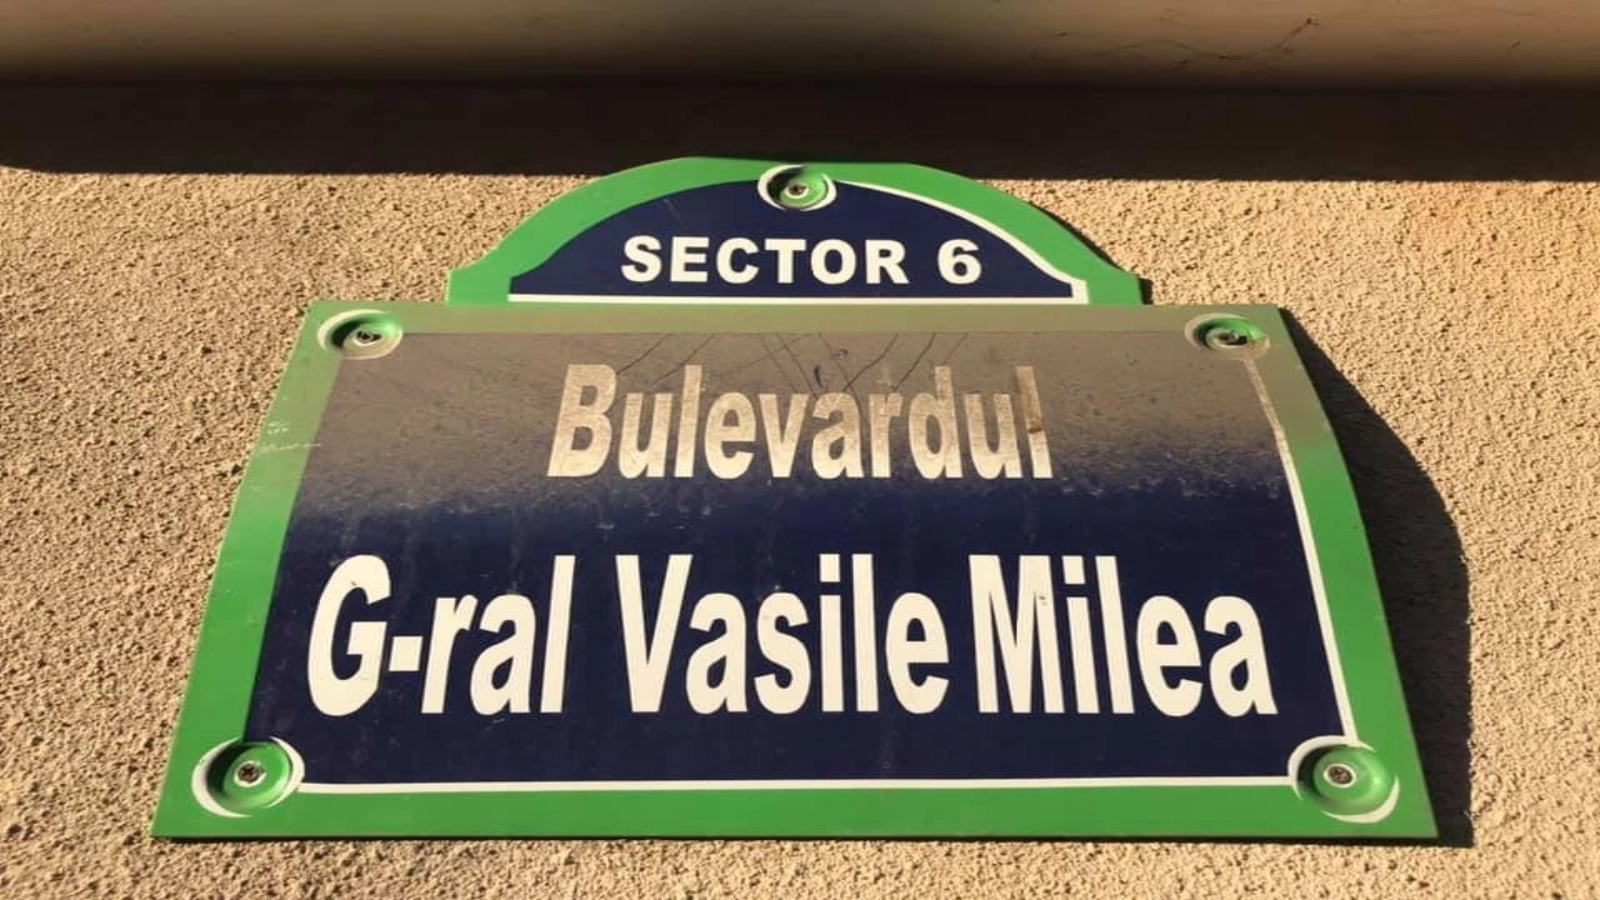 SECTOR 6
Bulevardul
G-ral Vasile Milea